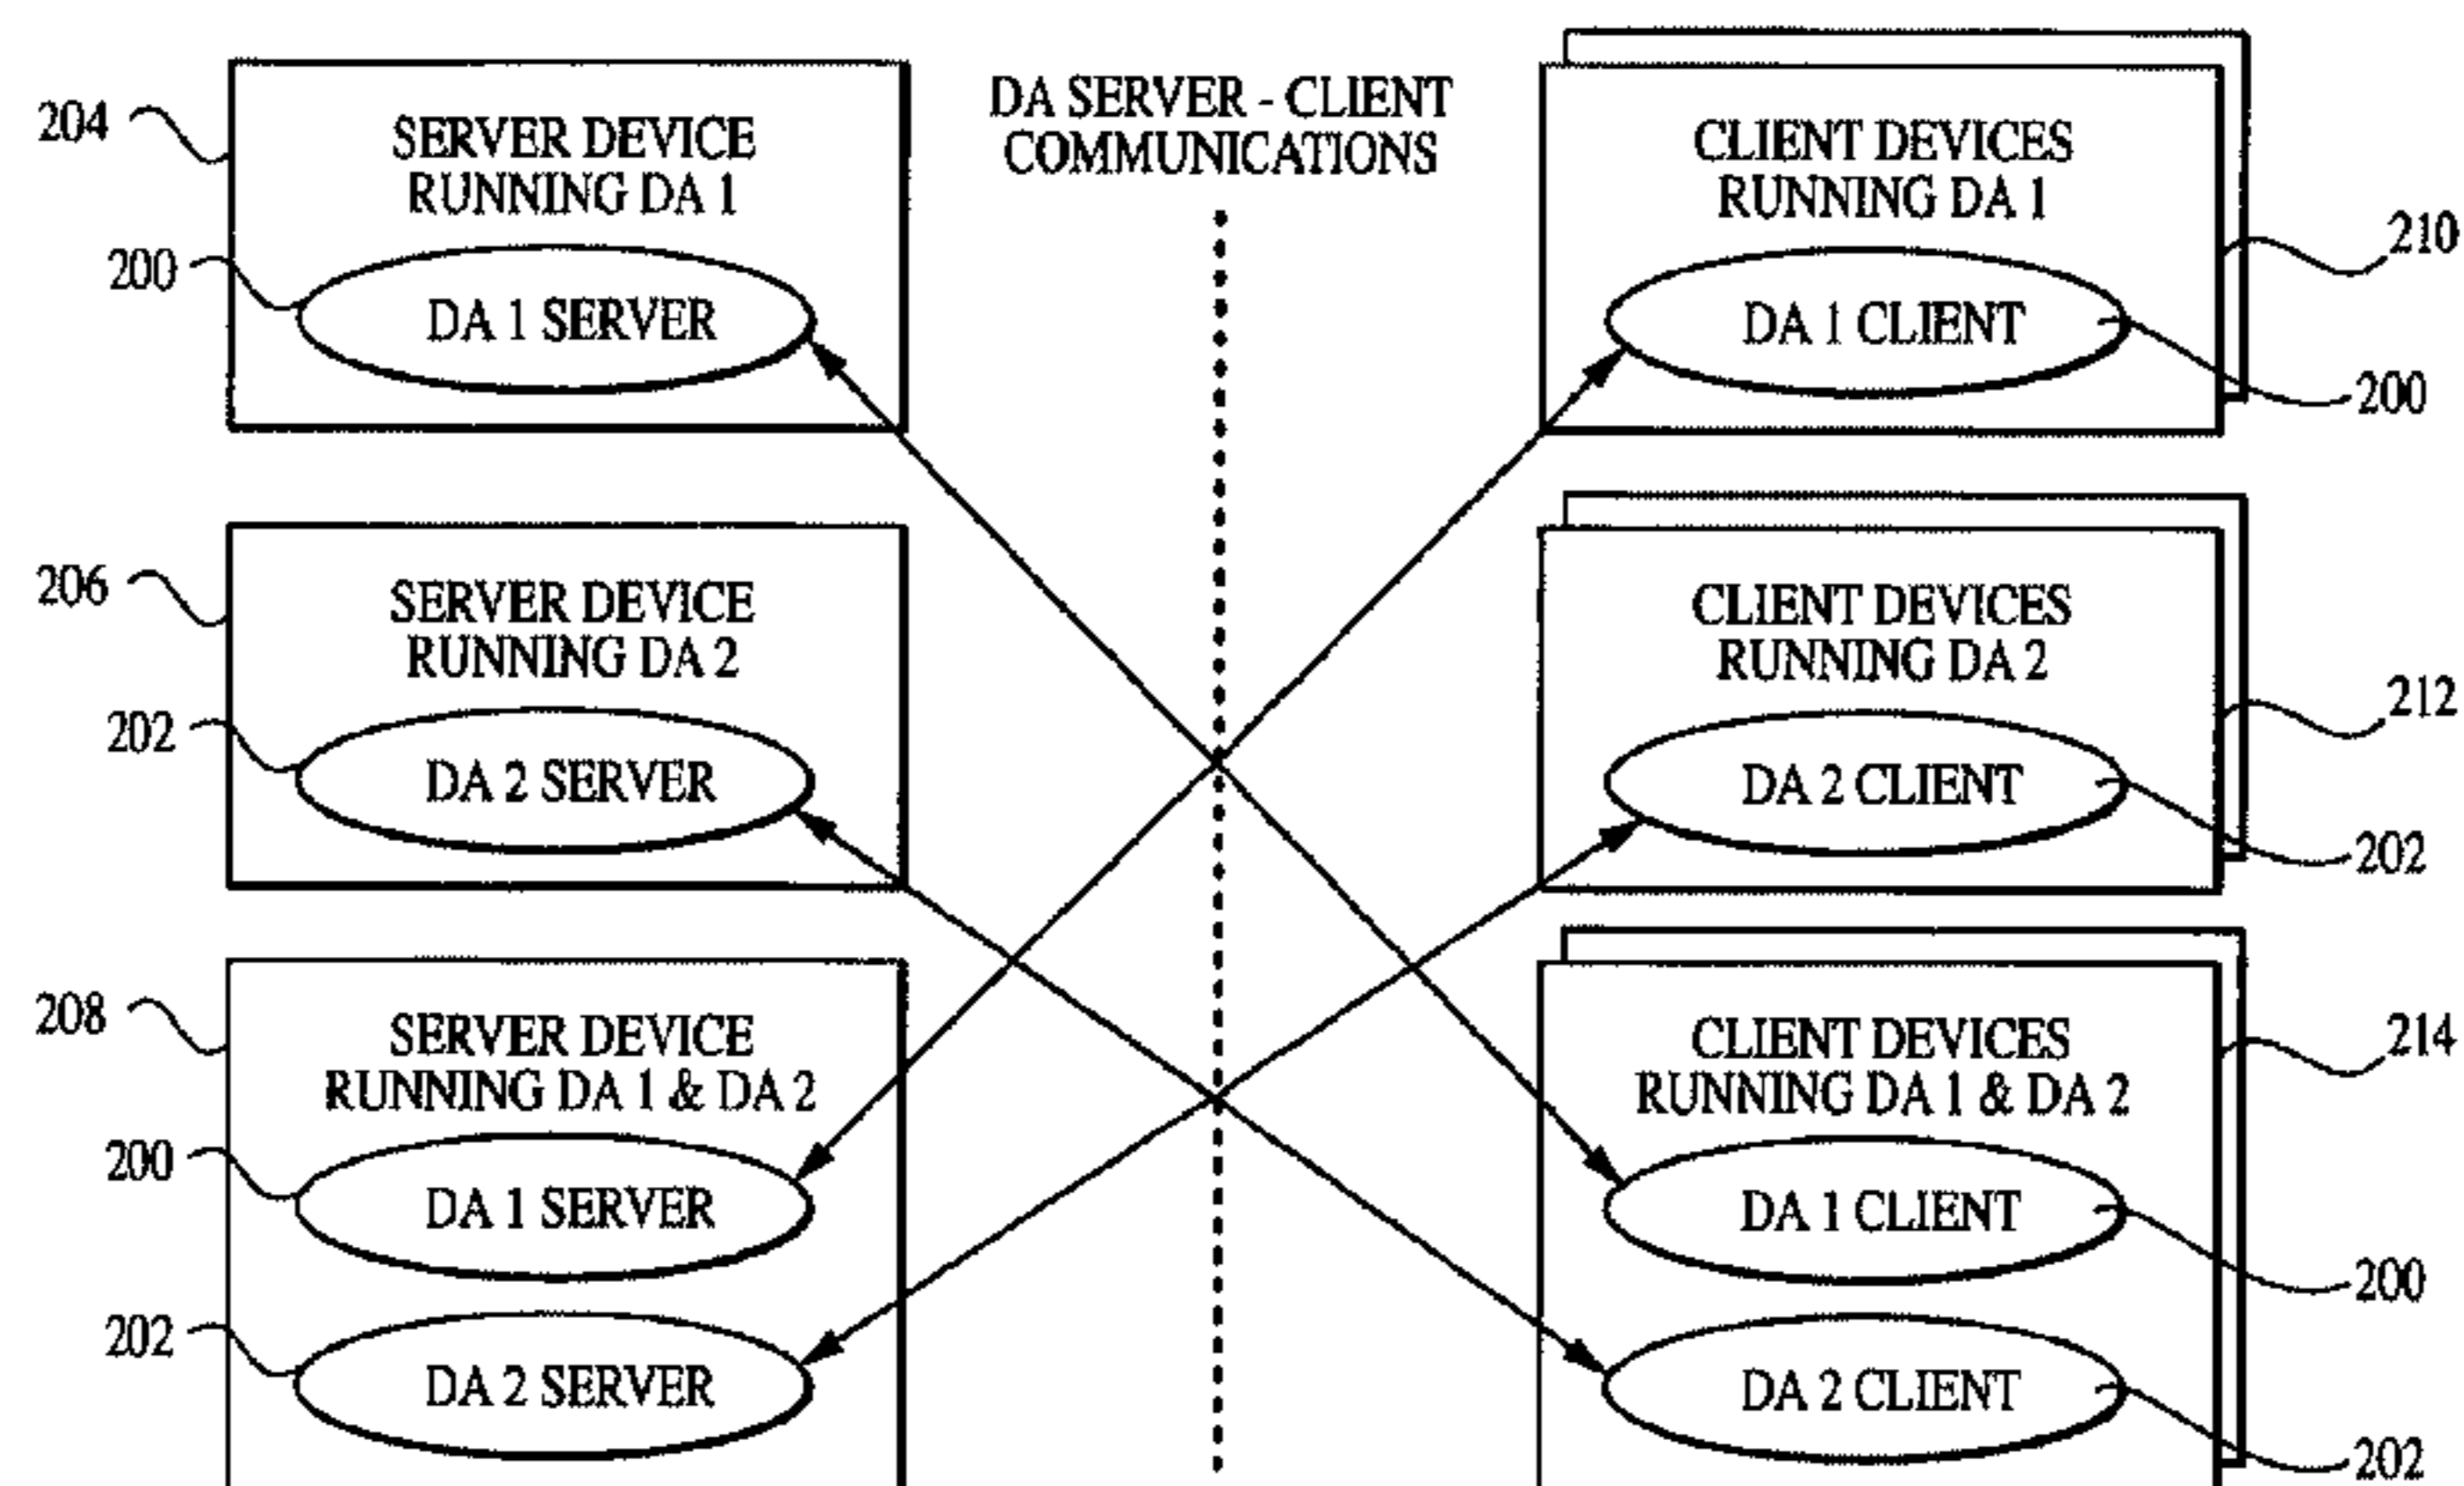 204
SERVER DEVICE
RUNNING DA 1
200
DA 1 SERVER
206
SERVER DEVICE
RUNNING DA 2
202
DA 2 SERVER
208
SERVER DEVICE
RUNNING DA 1 & DA 2
200
DA 1 SERVER
202
DA 2 SERVER
DA SERVER - CLIENT
COMMUNICATIONS
CLIENT DEVICES
RUNNING DA 1
210
DA 1 CLIENT
200
CLIENT DEVICES
RUNNING DA 2
212
DA 2 CLIENT
202
CLIENT DEVICES
RUNNING DA 1 & DA 2
214
DA 1 CLIENT
200
DA 2 CLIENT
202